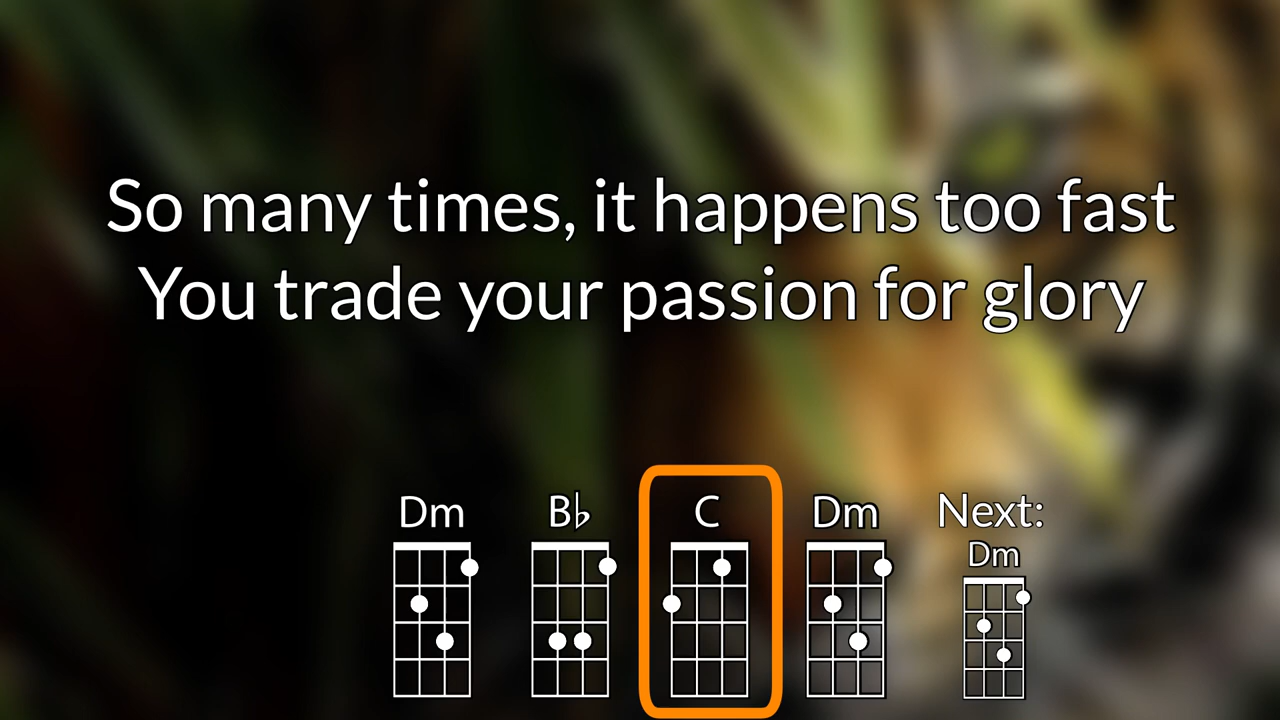 So many times, it happens too fast
You trade your passion for glory
Dm B♭ C Dm Next:
Dm